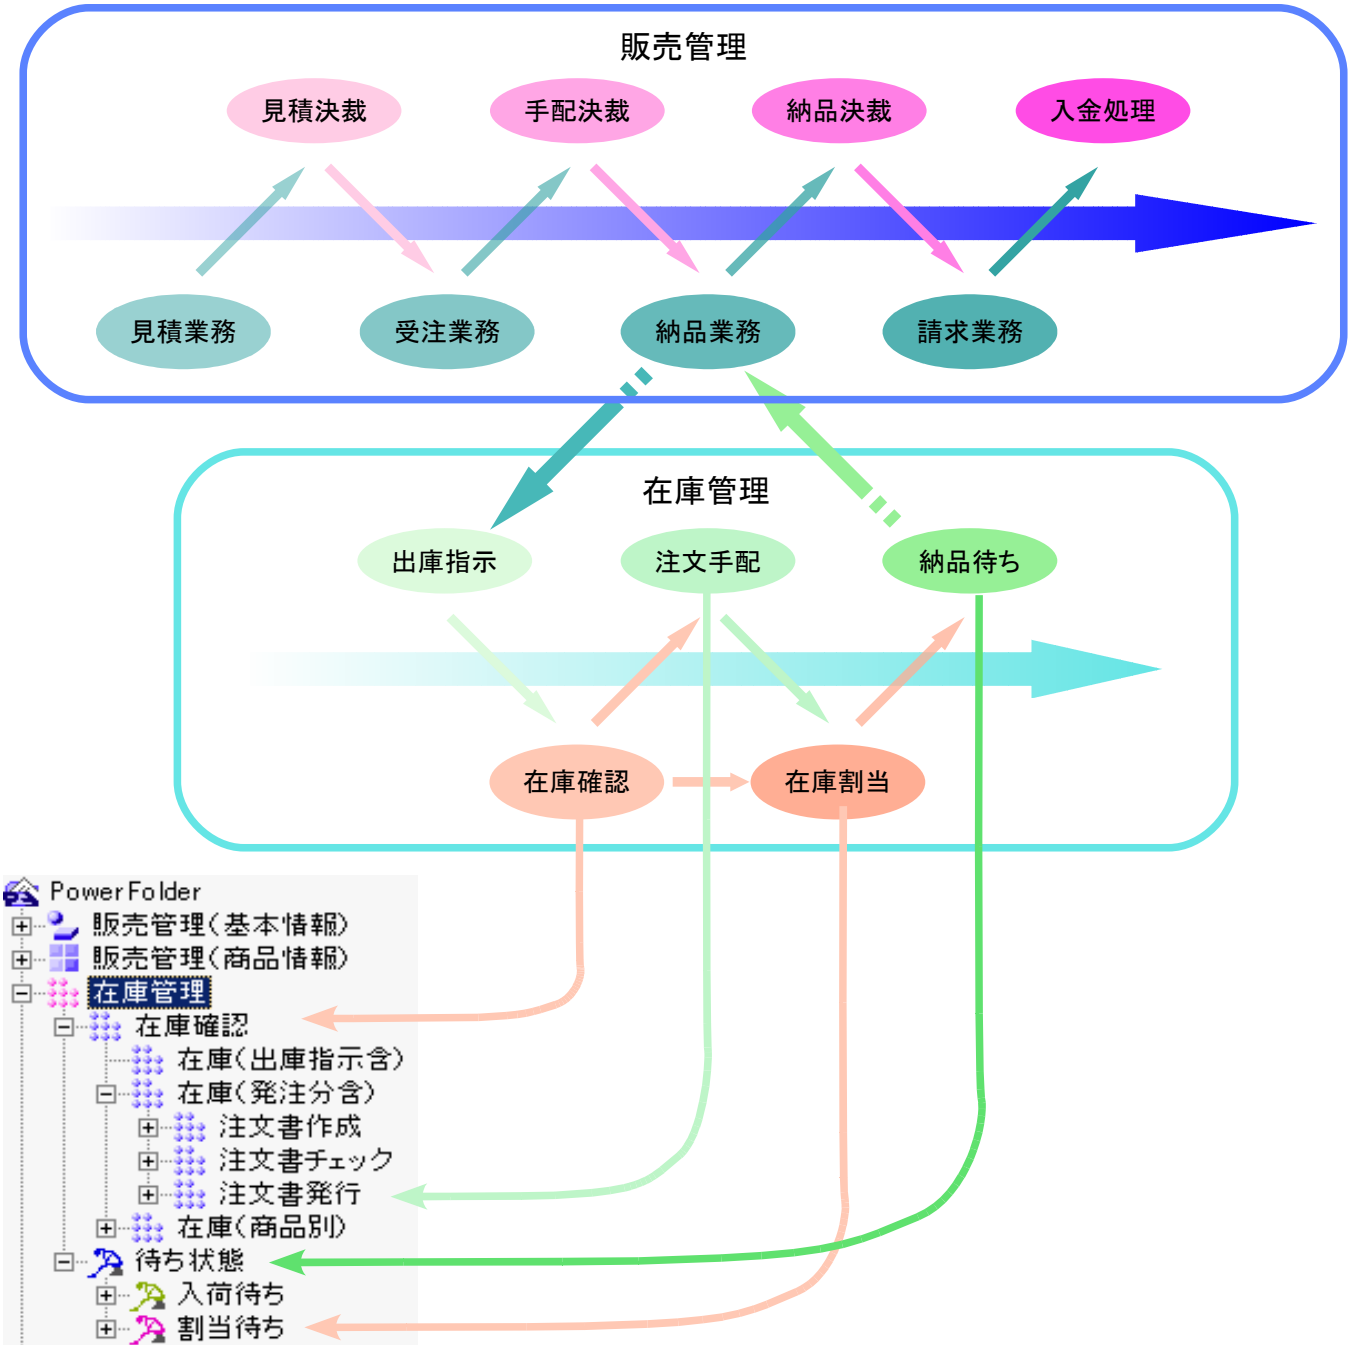 販売管理
見積決裁
手配決裁
納品決裁
入金処理
見積業務
受注業務
納品業務
請求業務
在庫管理
出庫指示
注文手配
納品待ち
在庫確認
在庫割当
PowerFolder
販売管理(基本情報)
販売管理(商品情報)
在庫管理
在庫確認
在庫(出庫指示含)
在庫(発注分含)
注文書作成
注文書チェック
注文書発行
在庫(商品別)
待ち状態
入荷待ち
割当待ち